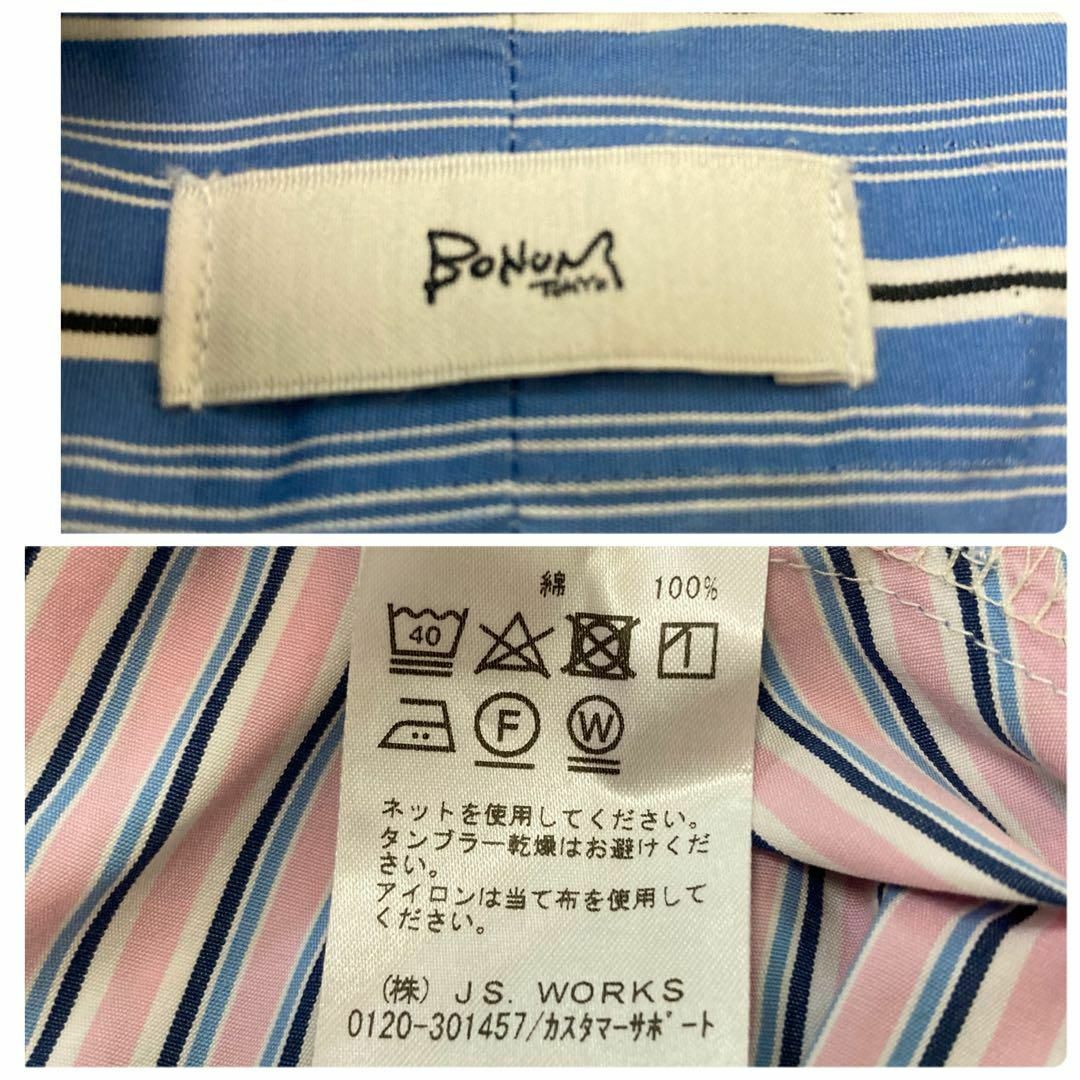 BONUM
TOKYO
綿 100%
40
F W
ネットを使用してください。
タンブラー乾燥はお避けくだ
さい。
アイロンは当て布を使用して
ください。
(株) J S. WORKS
0120-301457/カスタマーサポート